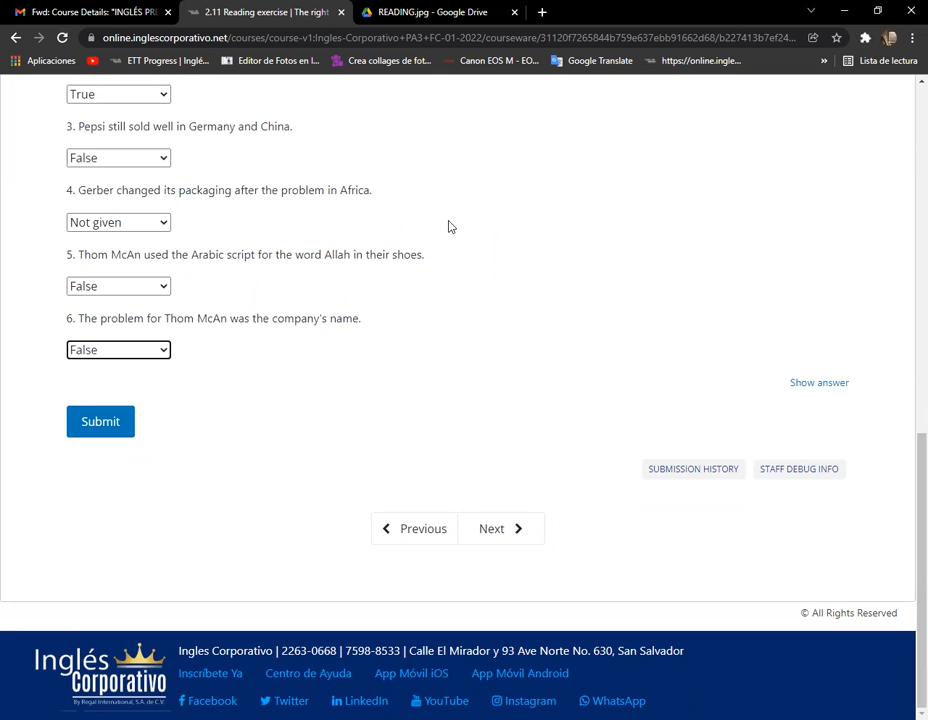 Fwd: Course Details: "INGLÉS PRE
2.11 Reading exercise | The right
READING.jpg - Google Drive
online.inglescorporativo.net/courses/course-v1:Ingles-Corporativo+PA3+FC-01-2022/courseware/31120f7265844b759e637ebb91662d68/b227413b7ef24...
Aplicaciones
ETT Progress | Inglé...
Editor de Fotos en l...
Crea collages de fot...
Canon EOS M - EO...
Google Translate
https://online.ingle...
»
Lista de lectura
True
3. Pepsi still sold well in Germany and China.
False
4. Gerber changed its packaging after the problem in Africa.
Not given
5. Thom McAn used the Arabic script for the word Allah in their shoes.
False
6. The problem for Thom McAn was the company's name.
False
Show answer
Submit
SUBMISSION HISTORY
STAFF DEBUG INFO
Previous
Next
© All Rights Reserved
Inglés Corporativo
By Regal International, S.A. de C.V.
Ingles Corporativo | 2263-0668 | 7598-8533 | Calle El Mirador y 93 Ave Norte No. 630, San Salvador
Inscríbete Ya Centro de Ayuda App Móvil iOS App Móvil Android
Facebook Twitter LinkedIn YouTube Instagram WhatsApp